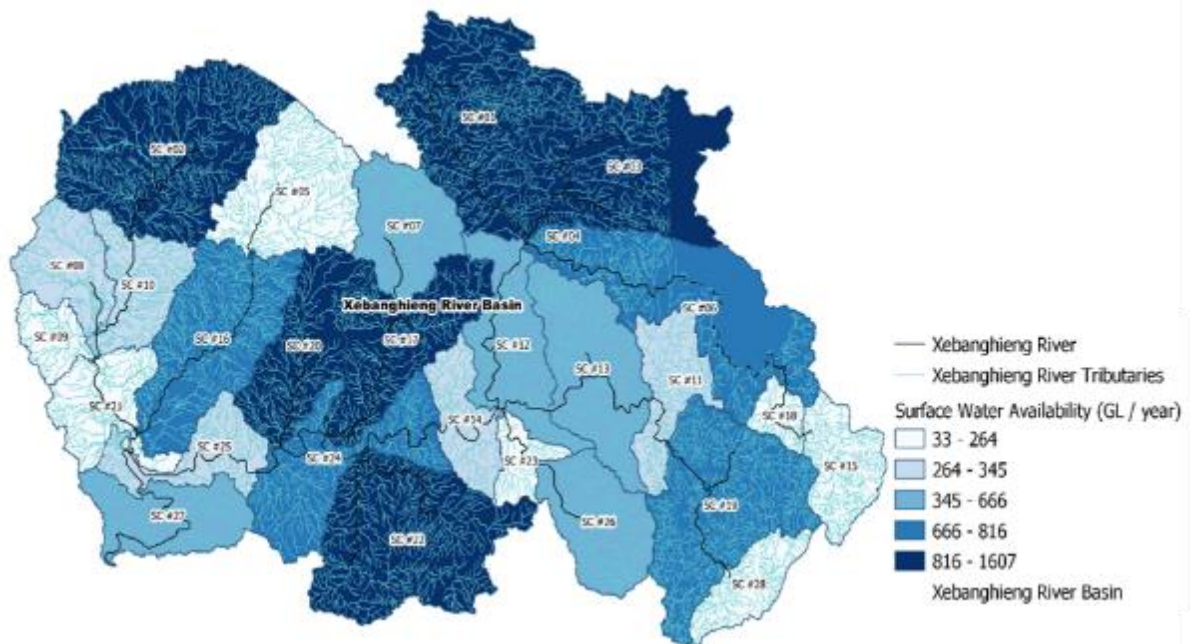 SC #01
SC #02
SC #03
SC #05
SC #07
SC #04
SC #08
SC #10
Xebanghieng River Basin
SC #06
SC #09
SC #16
SC #20
SC #17
SC #12
SC #13
SC #11
SC #21
SC #14
SC #18
SC #25
SC #24
SC #23
SC #15
SC #19
SC #27
SC #22
SC #26
SC #28
Xebanghieng River
Xebanghieng River Tributaries
Surface Water Availability (GL / year)
33 - 264
264 - 345
345 - 666
666 - 816
816 - 1607
Xebanghieng River Basin